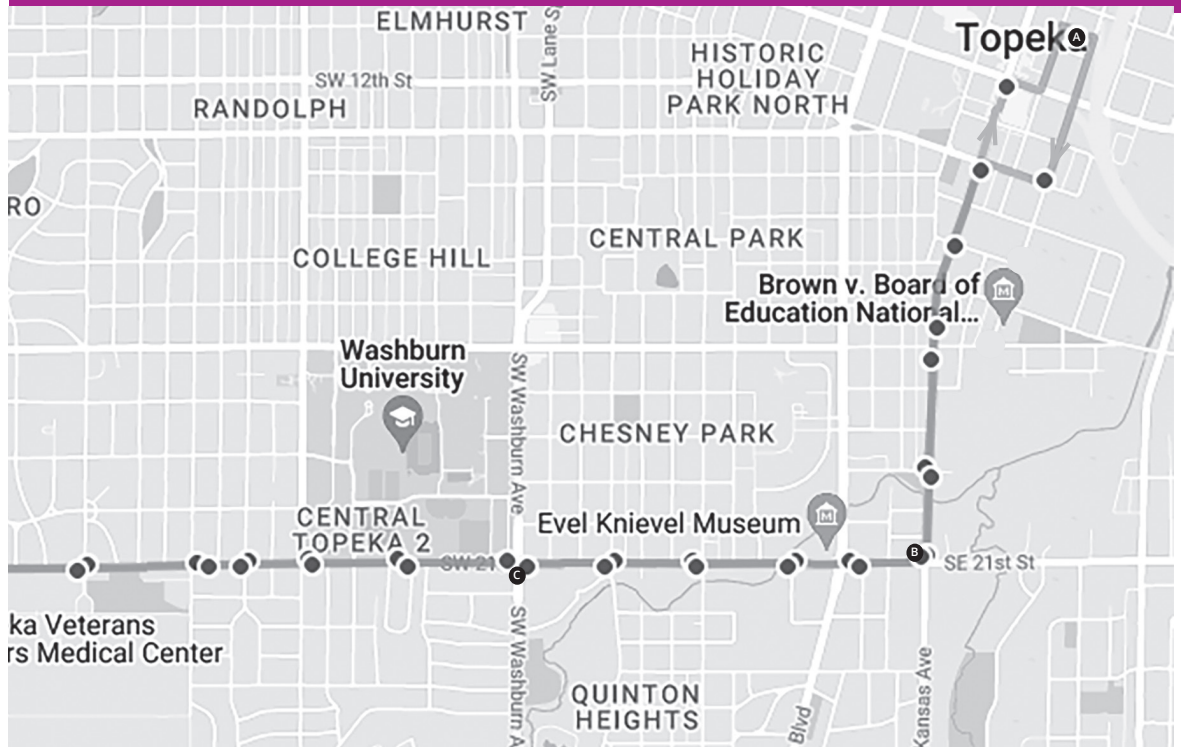 ELMHURST
SW Lane S
Topeka
A
HISTORIC
HOLIDAY
PARK NORTH
SW 12th St
RANDOLPH
RO
COLLEGE HILL
CENTRAL PARK
Brown v. Board of
Education National...
M
Washburn
University
SW Washburn Ave
CHESNEY PARK
CENTRAL
TOPEKA 2
Evel Knievel Museum
M
SW 21
B
SE 21st St
C
ka Veterans
rs Medical Center
SW Washburn A
QUINTON
HEIGHTS
Blvd
Kansas Ave